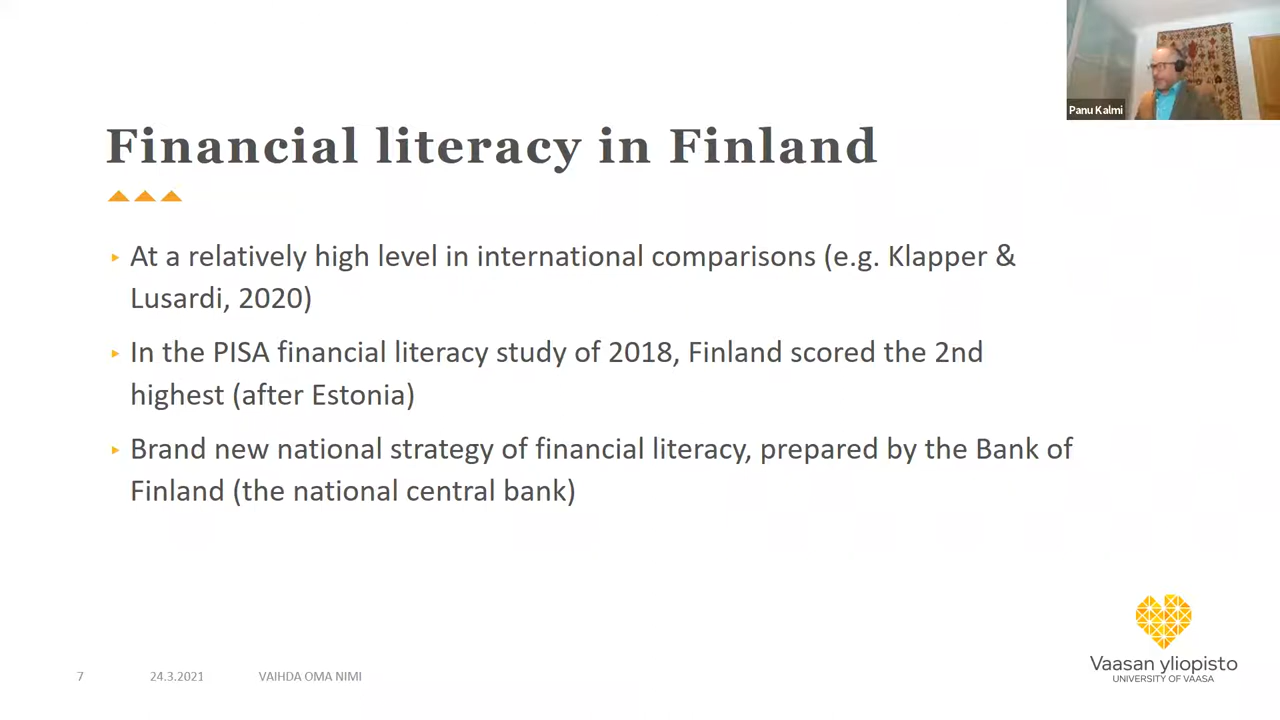 Panu Kalmi
Financial literacy in Finland
At a relatively high level in international comparisons (e.g. Klapper &
Lusardi, 2020)
In the PISA financial literacy study of 2018, Finland scored the 2nd
highest (after Estonia)
Brand new national strategy of financial literacy, prepared by the Bank of
Finland (the national central bank)
Vaasan yliopisto
UNIVERSITY OF VAASA
7 24.3.2021 VAIHDA OMA NIMI